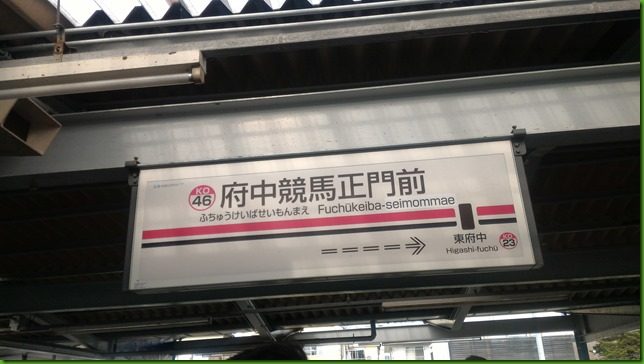 KO
46
府中競馬正門前
ふちゅうけいばせいもんまえ Fuchūkeiba-seimommae
東府中
Higashi-fuchū
KO
23